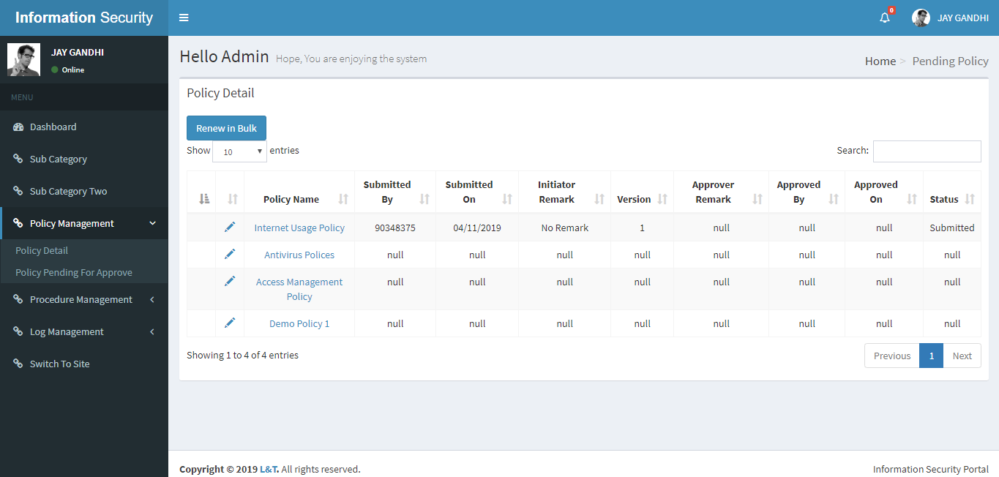 Information Security
0
JAY GANDHI
JAY GANDHI
Online
MENU
Dashboard
Sub Category
Sub Category Two
Policy Management
Policy Detail
Policy Pending For Approve
Procedure Management
Log Management
Switch To Site
Hello Admin Hope, You are enjoying the system
Home > Pending Policy
Policy Detail
Renew in Bulk
Show 10 entries
Search:
Policy Name Submitted By Submitted On Initiator Remark Version Approver Remark Approved By Approved On Status
Internet Usage Policy 90348375 04/11/2019 No Remark 1 null null null Submitted
Antivirus Polices null null null null null null null null
Access Management Policy null null null null null null null null
Demo Policy 1 null null null null null null null null
Showing 1 to 4 of 4 entries
Previous 1 Next
Copyright © 2019 L&T. All rights reserved.
Information Security Portal